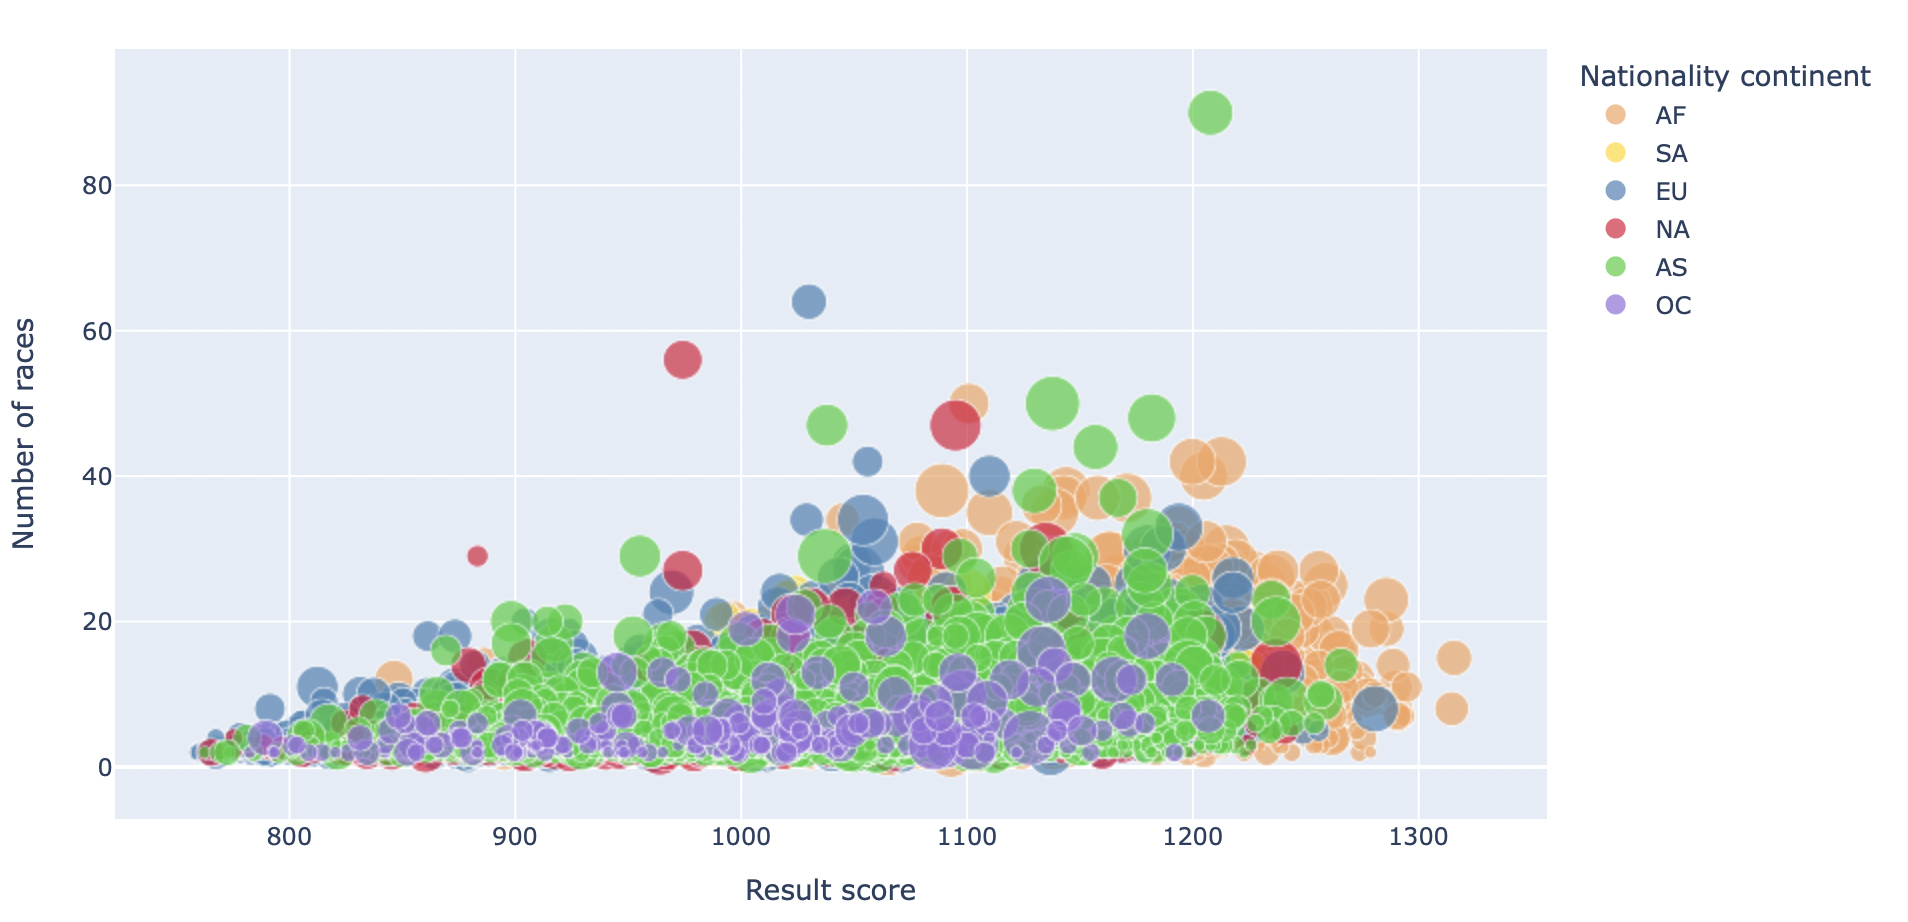 Nationality continent
AF
SA
EU
NA
AS
OC
Number of races
80
60
40
20
0
800
900
1000
1100
1200
1300
Result score